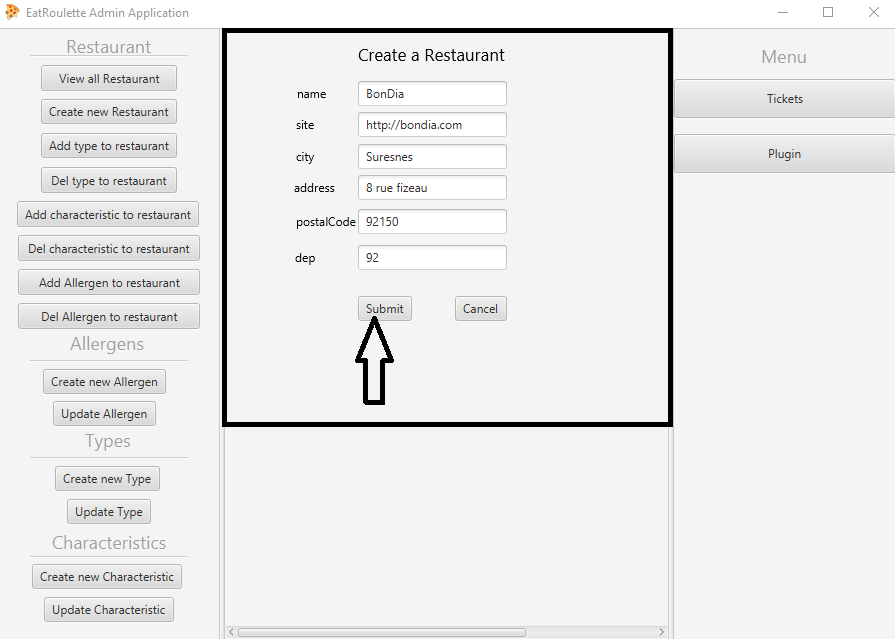 EatRoulette Admin Application
Restaurant
View all Restaurant
Create new Restaurant
Add type to restaurant
Del type to restaurant
Add characteristic to restaurant
Del characteristic to restaurant
Add Allergen to restaurant
Del Allergen to restaurant
Allergens
Create new Allergen
Update Allergen
Types
Create new Type
Update Type
Characteristics
Create new Characteristic
Update Characteristic
Create a Restaurant
name BonDia
site http://bondia.com
city Suresnes
address 8 rue fizeau
postalCode 92150
dep 92
Submit Cancel
Menu
Tickets
Plugin